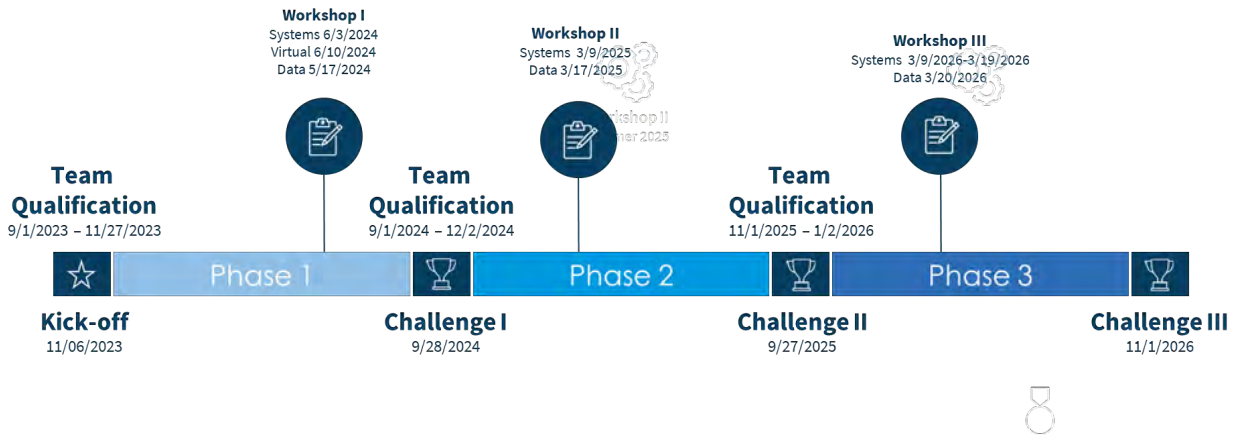 Workshop I
Systems 6/3/2024
Virtual 6/10/2024
Data 5/17/2024
Workshop II
Systems 3/9/2025
Data 3/17/2025
Workshop III
Systems 3/9/2026-3/19/2026
Data 3/20/2026
rkshop II
2025
Team
Qualification
9/1/2023 – 11/27/2023
Team
Qualification
9/1/2024 – 12/2/2024
Team
Qualification
11/1/2025 – 1/2/2026
Phase 1
Phase 2
Phase 3
Kick-off
11/06/2023
Challenge I
9/28/2024
Challenge II
9/27/2025
Challenge III
11/1/2026